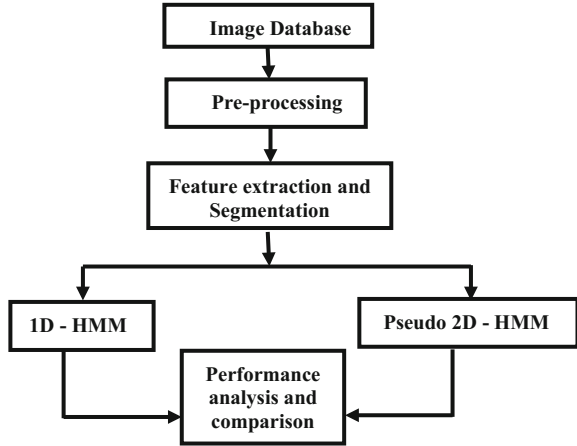 Image Database
Pre-processing
Feature extraction and
Segmentation
1D - HMM
Pseudo 2D - HMM
Performance
analysis and
comparison